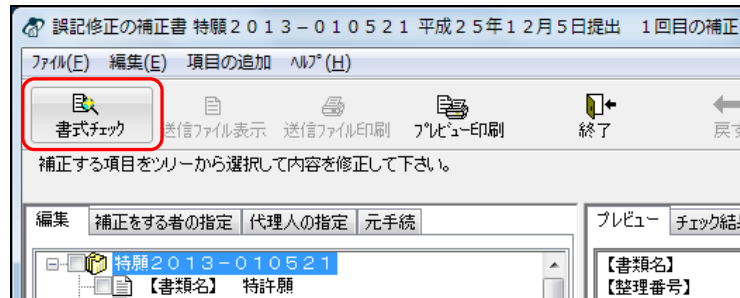 誤記修正の補正書 特願２０１３－０１０５２１ 平成２５年１２月５日提出　１回目の補正
ﾌｧｲﾙ(F)　編集(E)　項目の追加　ﾍﾙﾌﾟ(H)
書式ﾁｪｯｸ　送信ﾌｧｲﾙ表示　送信ﾌｧｲﾙ印刷　ﾌﾟﾚﾋﾞｭｰ印刷　終了　戻す
補正する項目をツリーから選択して内容を修正して下さい。
編集　補正をする者の指定　代理人の指定　元手続　プレビュー　チェック結果
特願２０１３－０１０５２１　【書類名】
【書類名】　特許願　【整理番号】